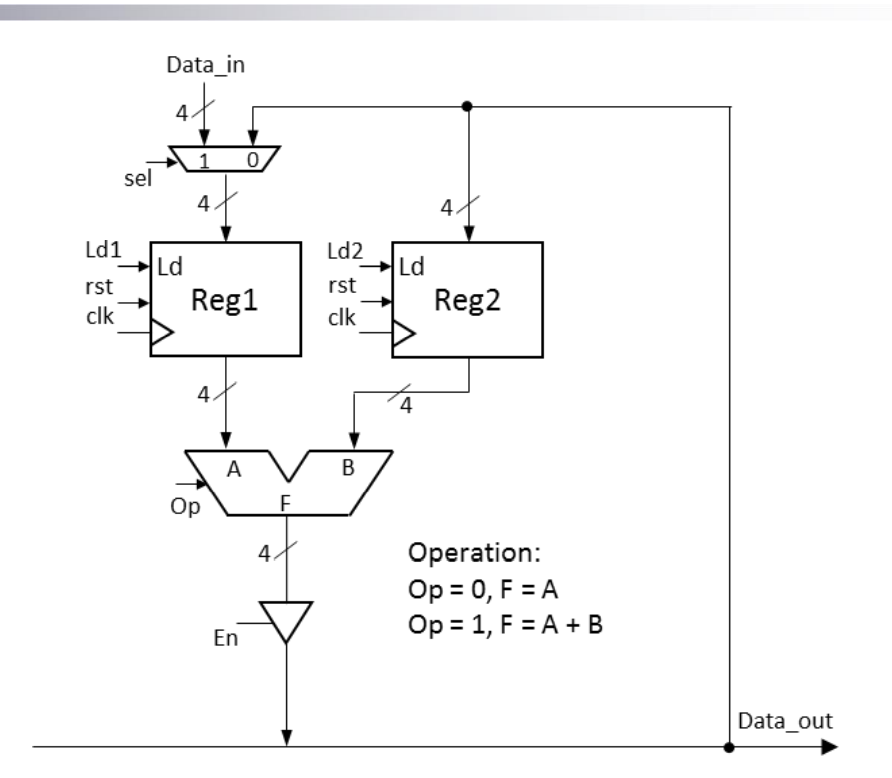 Data_in
4
1 0
sel
4
4
Ld1
Ld
rst
Reg1
clk
Ld2
Ld
rst
Reg2
clk
4
4
A
B
Op
F
4
Operation:
Op = 0, F = A
Op = 1, F = A + B
En
Data_out